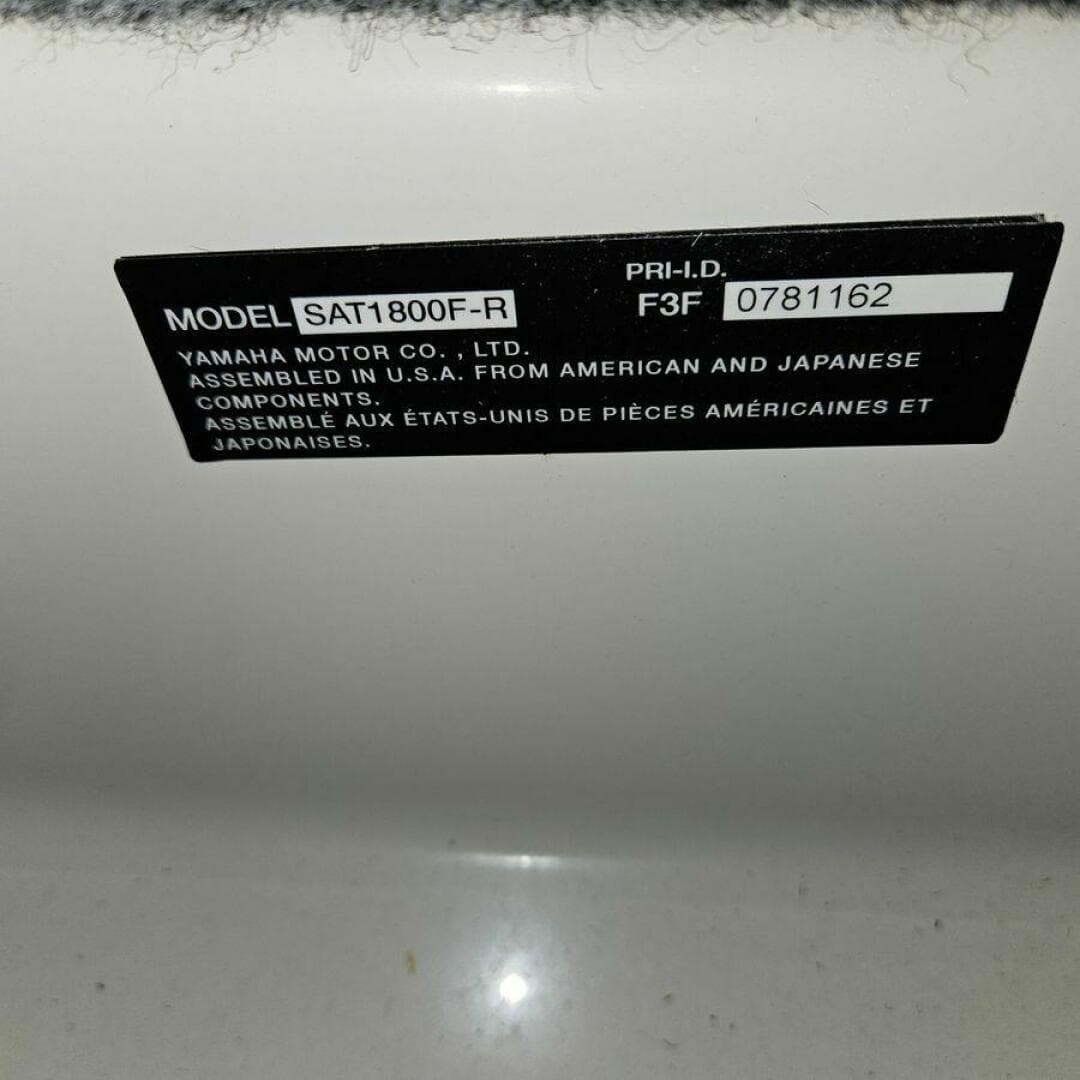 PRI-I.D.
MODEL SAT1800F-R F3F 0781162
YAMAHA MOTOR CO. , LTD.
ASSEMBLED IN U.S.A. FROM AMERICAN AND JAPANESE
COMPONENTS.
ASSEMBLÉ AUX ÉTATS-UNIS DE PIÈCES AMÉRICAINES ET
JAPONAISES.